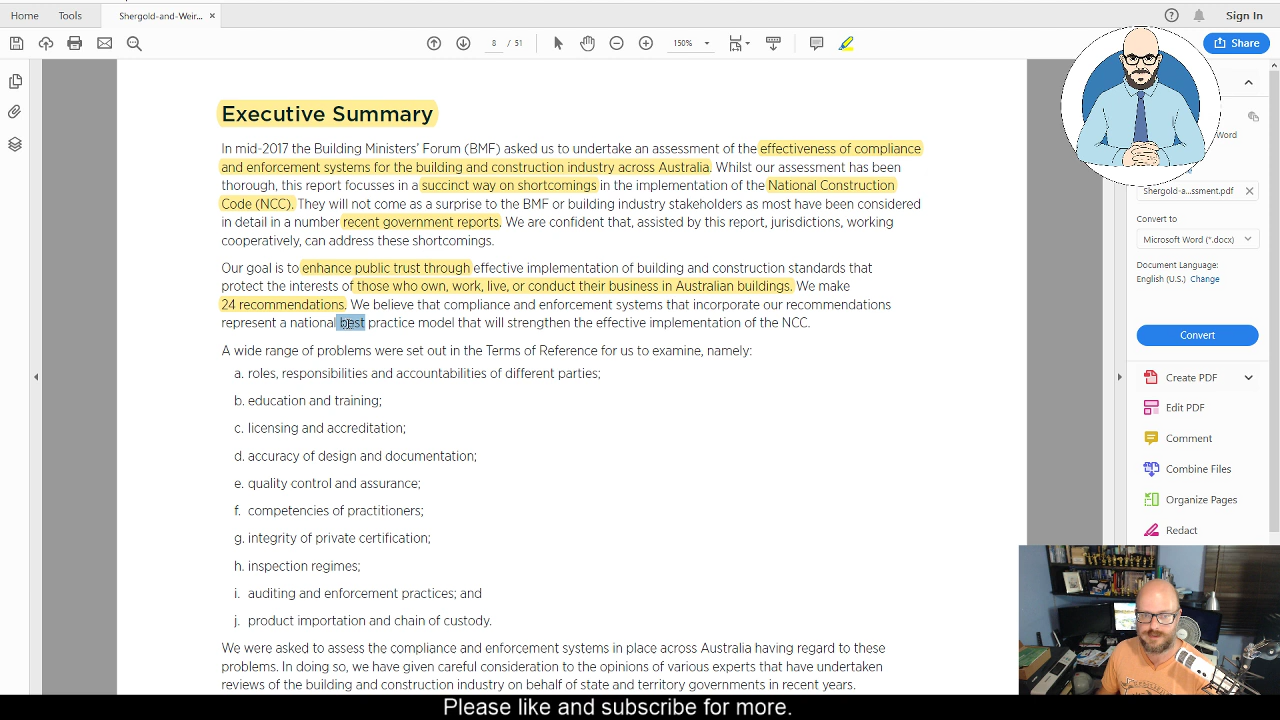 Home
Tools
Shergold-and-Weir...
Sign In
8 / 51
150%
Share
Executive Summary
In mid-2017 the Building Ministers' Forum (BMF) asked us to undertake an assessment of the effectiveness of compliance
and enforcement systems for the building and construction industry across Australia. Whilst our assessment has been
thorough, this report focusses in a succinct way on shortcomings in the implementation of the National Construction
Code (NCC). They will not come as a surprise to the BMF or building industry stakeholders as most have been considered
in detail in a number recent government reports. We are confident that, assisted by this report, jurisdictions, working
cooperatively, can address these shortcomings.
Our goal is to enhance public trust through effective implementation of building and construction standards that
protect the interests of those who own, work, live, or conduct their business in Australian buildings. We make
24 recommendations. We believe that compliance and enforcement systems that incorporate our recommendations
represent a national best practice model that will strengthen the effective implementation of the NCC.
A wide range of problems were set out in the Terms of Reference for us to examine, namely:
a. roles, responsibilities and accountabilities of different parties;
b. education and training;
c. licensing and accreditation;
d. accuracy of design and documentation;
e. quality control and assurance;
f. competencies of practitioners;
g. integrity of private certification;
h. inspection regimes;
i. auditing and enforcement practices; and
j. product importation and chain of custody.
We were asked to assess the compliance and enforcement systems in place across Australia having regard to these
problems. In doing so, we have given careful consideration to the opinions of various experts that have undertaken
reviews of the building and construction industry on behalf of state and territory governments in recent years.
Word
Shergold-a...ssment.pdf
Convert to
Microsoft Word (*.docx)
Document Language:
English (U.S.) Change
Convert
Create PDF
Edit PDF
Comment
Combine Files
Organize Pages
Redact
Please like and subscribe for more.